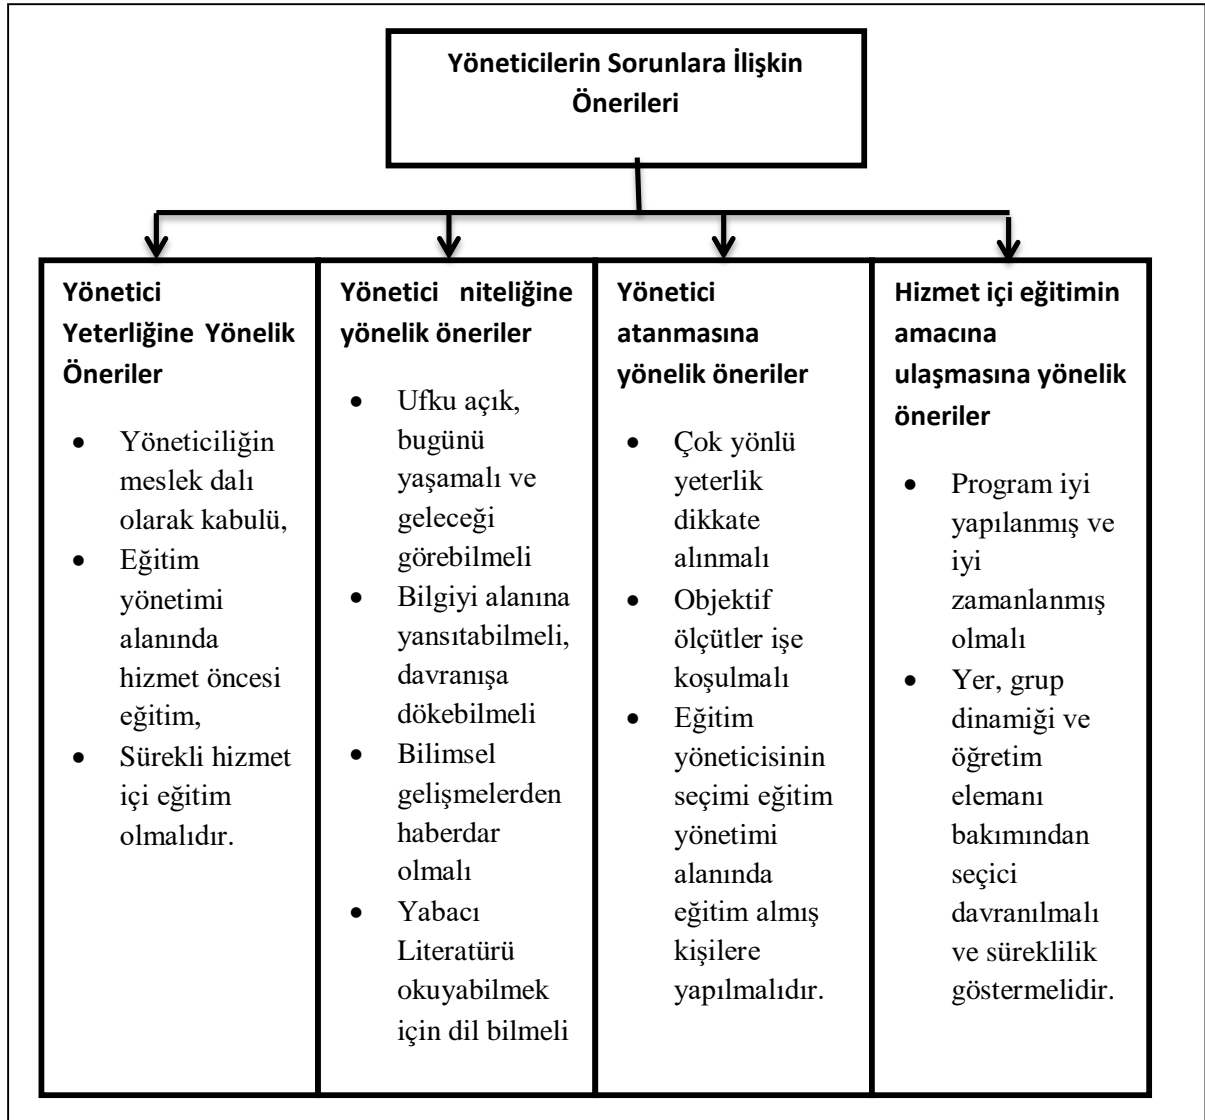 Yöneticilerin Sorunlara İlişkin
Önerileri
Yönetici
Yeterliğine Yönelik
Öneriler
• Yöneticiliğin
meslek dalı
olarak kabulü,
• Eğitim
yönetimi
alanında
hizmet öncesi
eğitim,
• Sürekli hizmet
içi eğitim
olmalıdır.
Yönetici niteliğine
yönelik öneriler
• Ufku açık,
bugünü
yaşamalı ve
geleceği
görebilmeli
• Bilgiyi alanına
yansıtabilmeli,
davranışa
dökebilmeli
• Bilimsel
gelişmelerden
haberdar
olmalı
• Yabacı
Literatürü
okuyabilmek
için dil bilmeli
Yönetici
atanmasına
yönelik öneriler
• Çok yönlü
yeterlik
dikkate
alınmalı
• Objektif
ölçütler işe
koşulmalı
• Eğitim
yöneticisinin
seçimi eğitim
yönetimi
alanında
eğitim almış
kişilere
yapılmalıdır.
Hizmet içi eğitimin
amacına
ulaşmasına yönelik
öneriler
• Program iyi
yapılanmış ve
iyi
zamanlanmış
olmalı
• Yer, grup
dinamiği ve
öğretim
elemanı
bakımından
seçici
davranılmalı
ve süreklilik
göstermelidir.